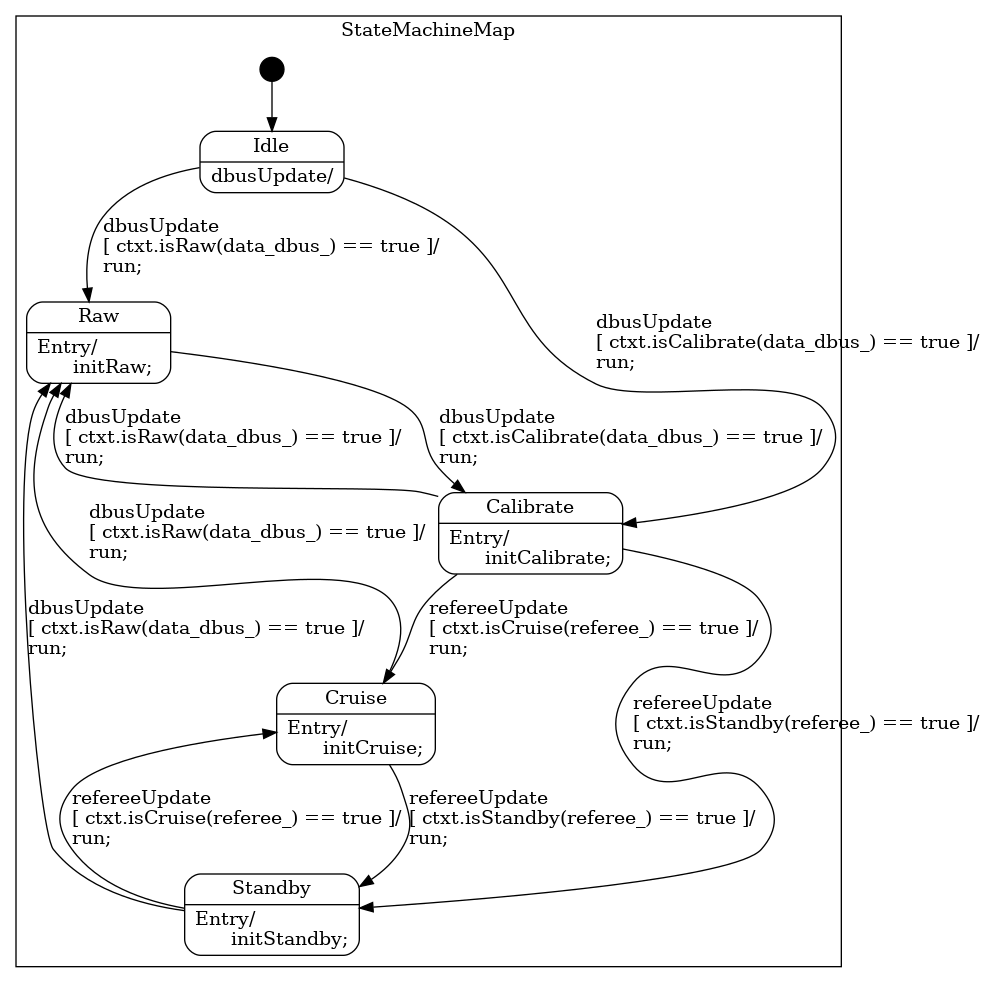 StateMachineMap
Idle
dbusUpdate/
dbusUpdate
[ ctxt.isRaw(data_dbus_) == true ]/
run;
dbusUpdate
[ ctxt.isCalibrate(data_dbus_) == true ]/
run;
Raw
Entry/
initRaw;
dbusUpdate
[ ctxt.isRaw(data_dbus_) == true ]/
run;
dbusUpdate
[ ctxt.isCalibrate(data_dbus_) == true ]/
run;
Calibrate
Entry/
initCalibrate;
dbusUpdate
[ ctxt.isRaw(data_dbus_) == true ]/
run;
dbusUpdate
[ ctxt.isRaw(data_dbus_) == true ]/
run;
refereeUpdate
[ ctxt.isCruise(referee_) == true ]/
run;
refereeUpdate
[ ctxt.isStandby(referee_) == true ]/
run;
Cruise
Entry/
initCruise;
refereeUpdate
[ ctxt.isCruise(referee_) == true ]/
run;
refereeUpdate
[ ctxt.isStandby(referee_) == true ]/
run;
Standby
Entry/
initStandby;